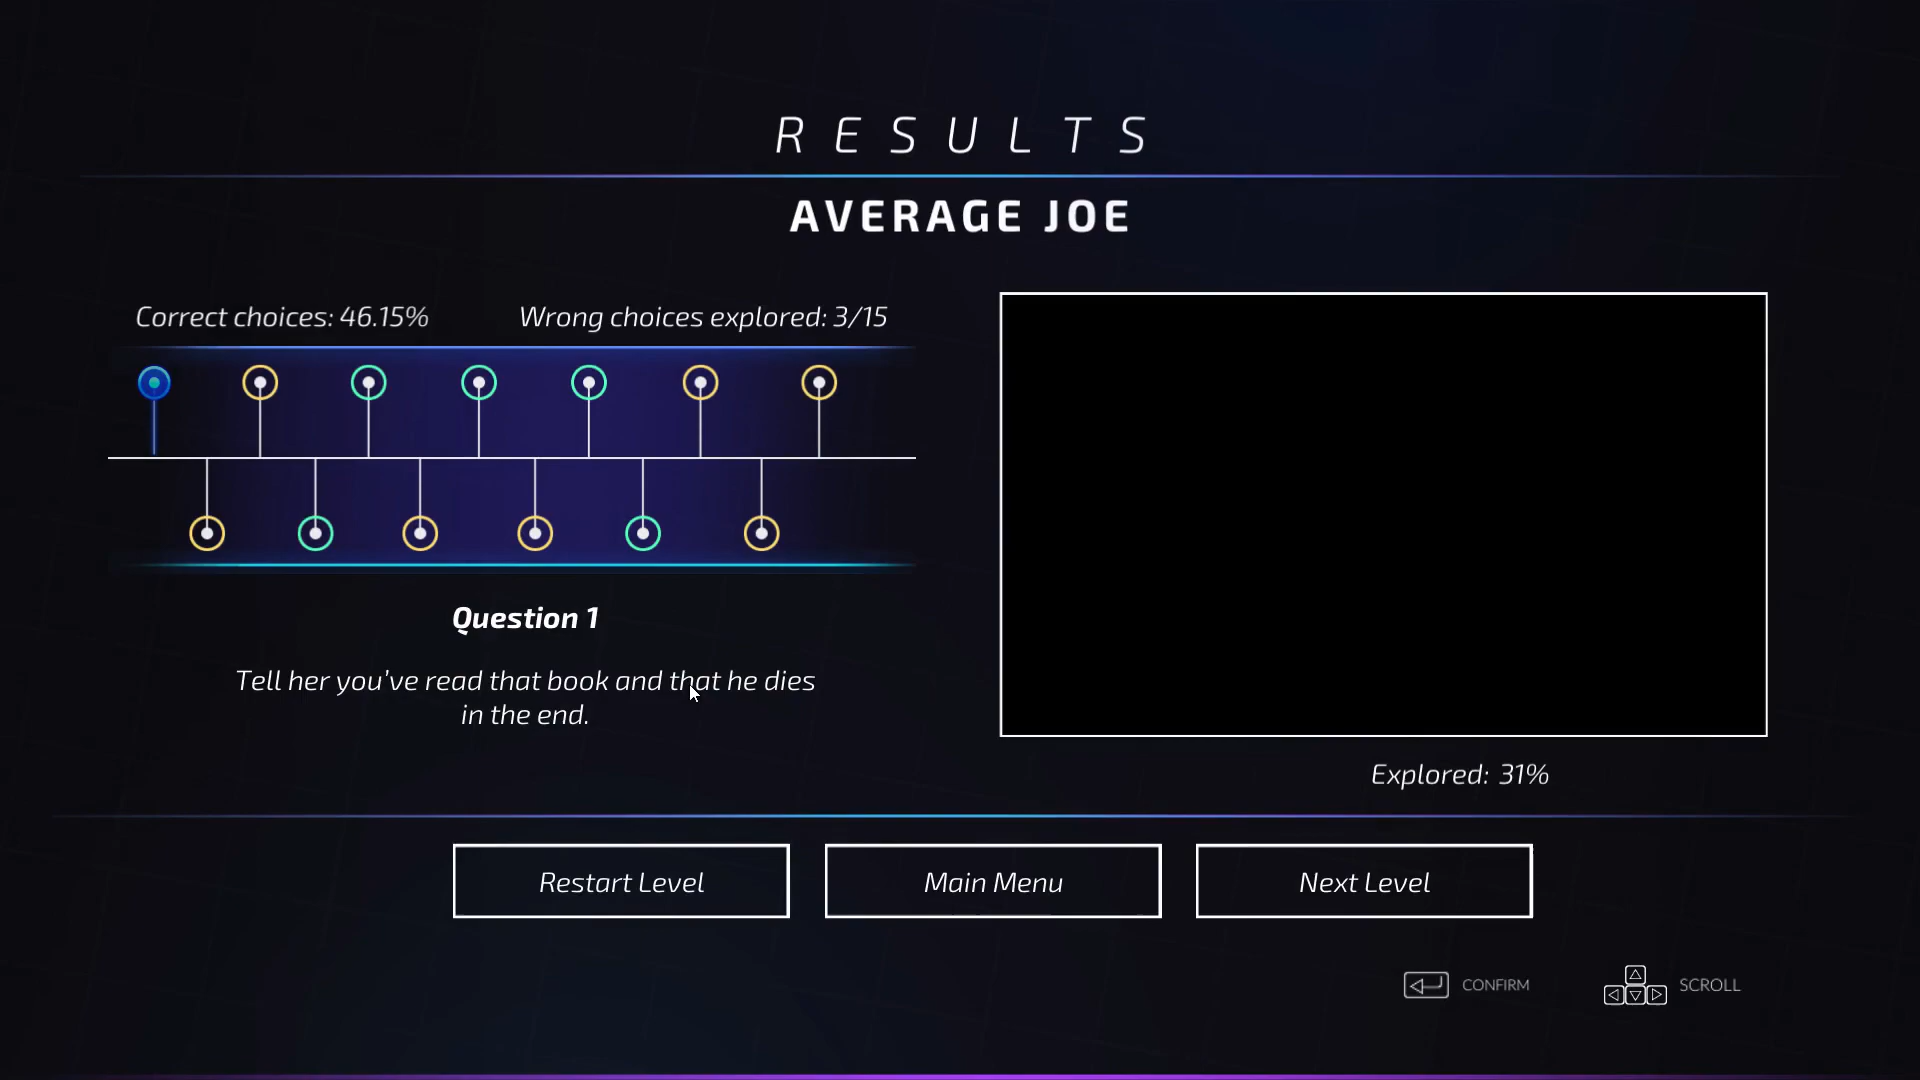 RESULTS
AVERAGE JOE
Correct choices: 46.15%
Wrong choices explored: 3/15
Question 1
Tell her you've read that book and that he dies
in the end.
Explored: 31%
Restart Level
Main Menu
Next Level
CONFIRM
SCROLL